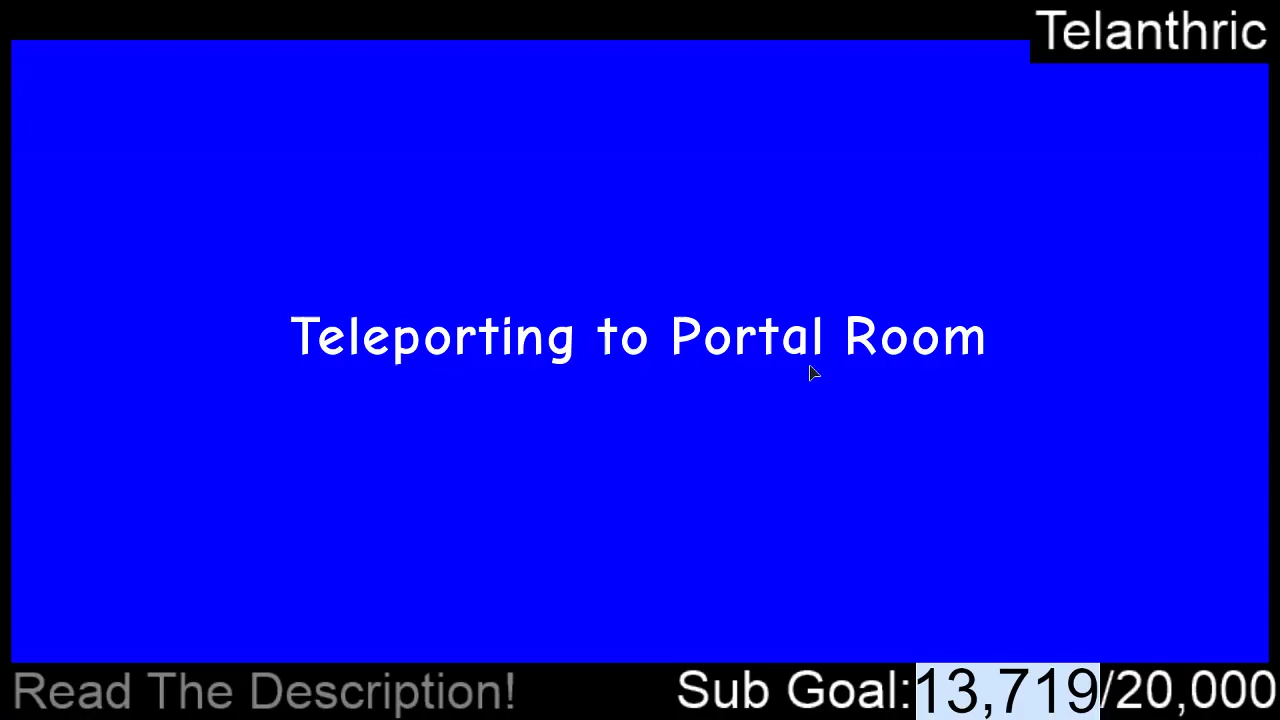 Telanthric
Teleporting to Portal Room
Read The Description!
Sub Goal:13,719/20,000